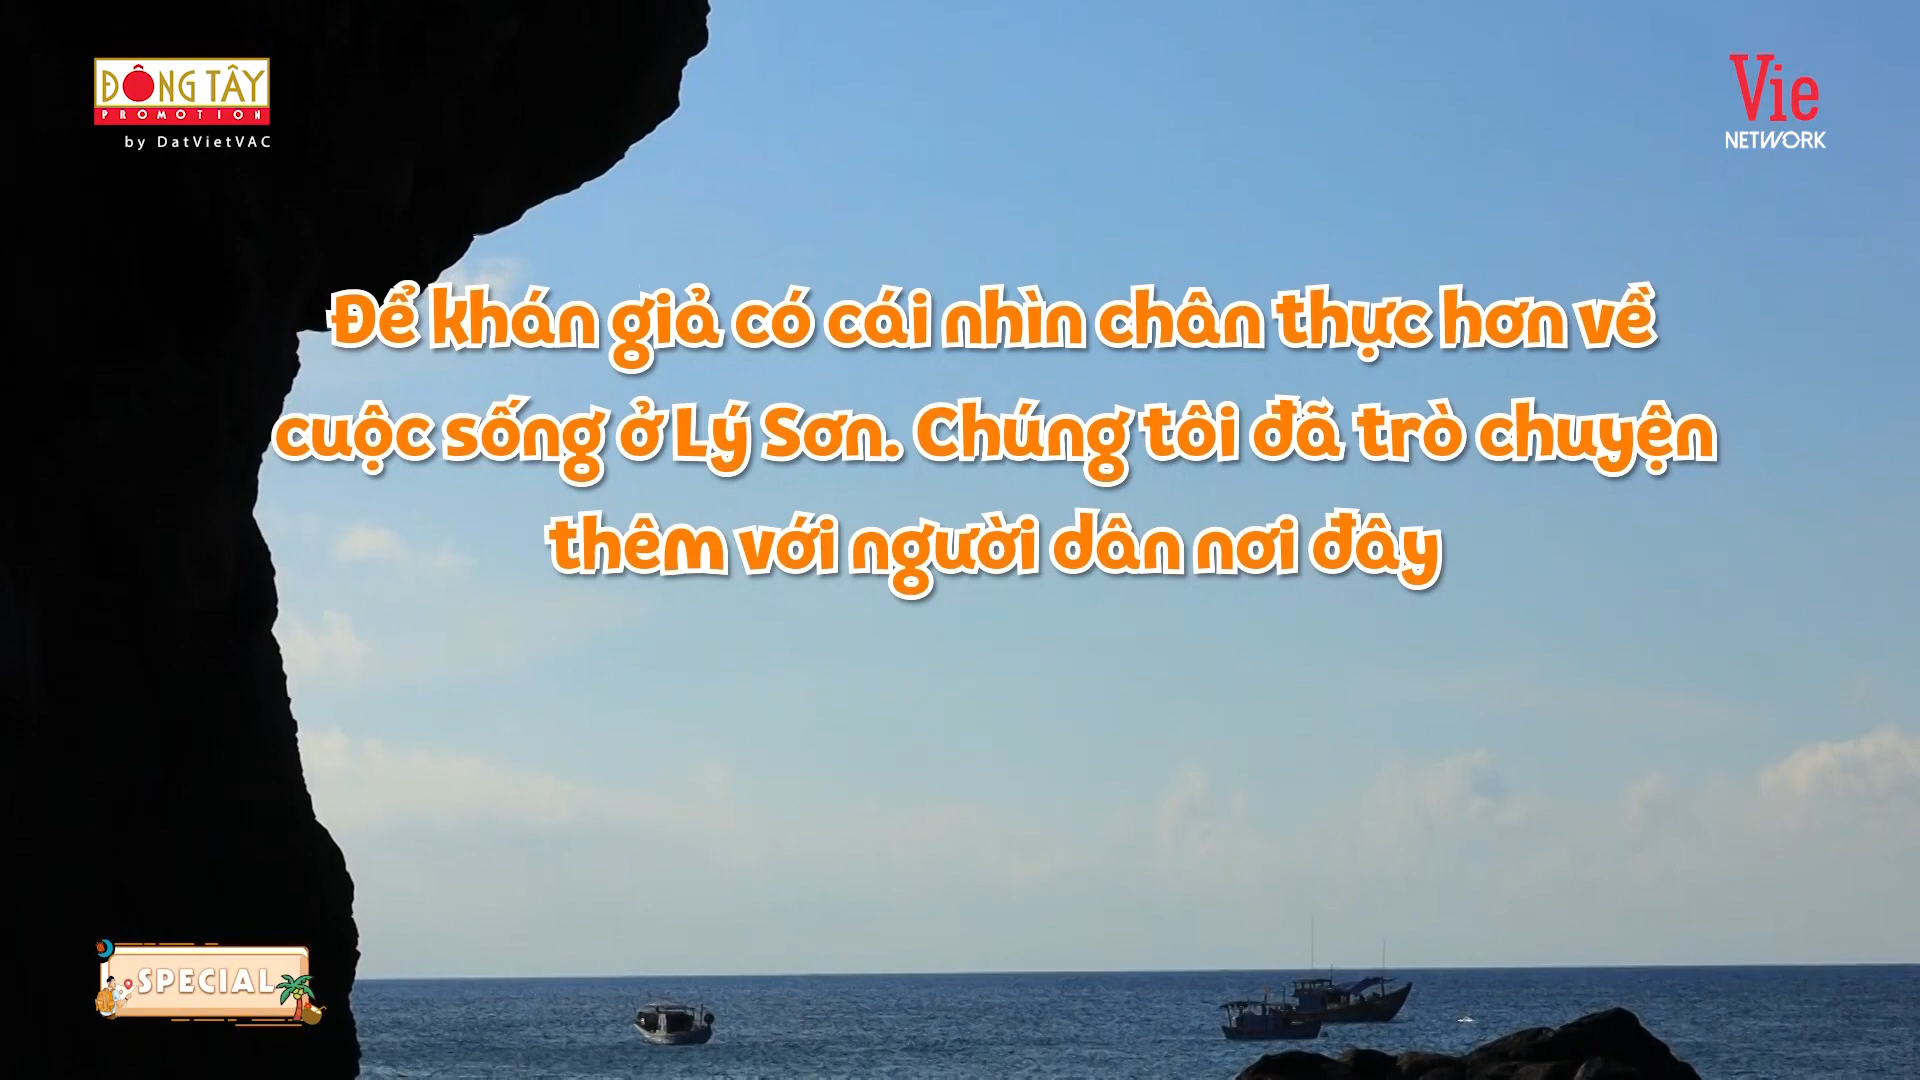 ĐÔNG TÂY
PROMOTION
by DatVietVAC
Vie
NETWORK
Để khán giả có cái nhìn chân thực hơn về
cuộc sống ở Lý Sơn. Chúng tôi đã trò chuyện
thêm với người dân nơi đây
SPECIAL